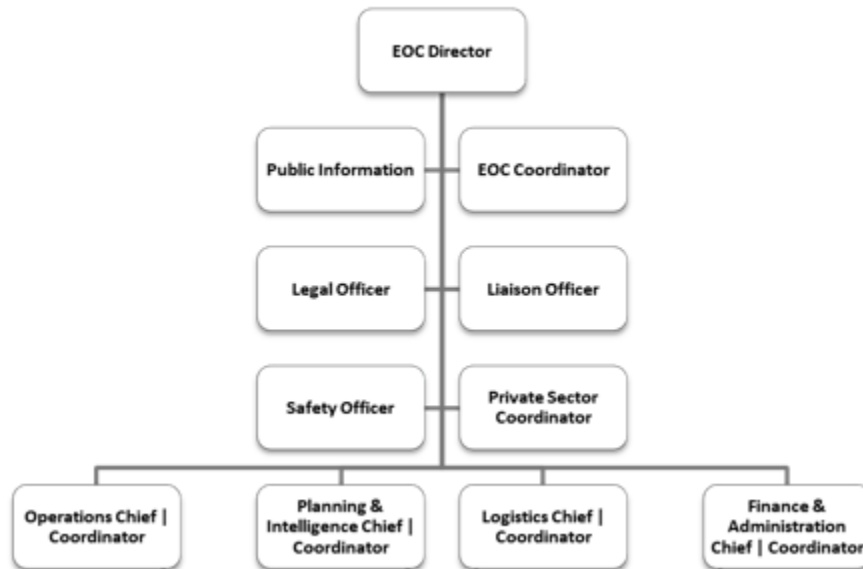 EOC Director
Public Information
EOC Coordinator
Legal Officer
Liaison Officer
Safety Officer
Private Sector
Coordinator
Operations Chief |
Coordinator
Planning &
Intelligence Chief |
Coordinator
Logistics Chief |
Coordinator
Finance &
Administration
Chief | Coordinator